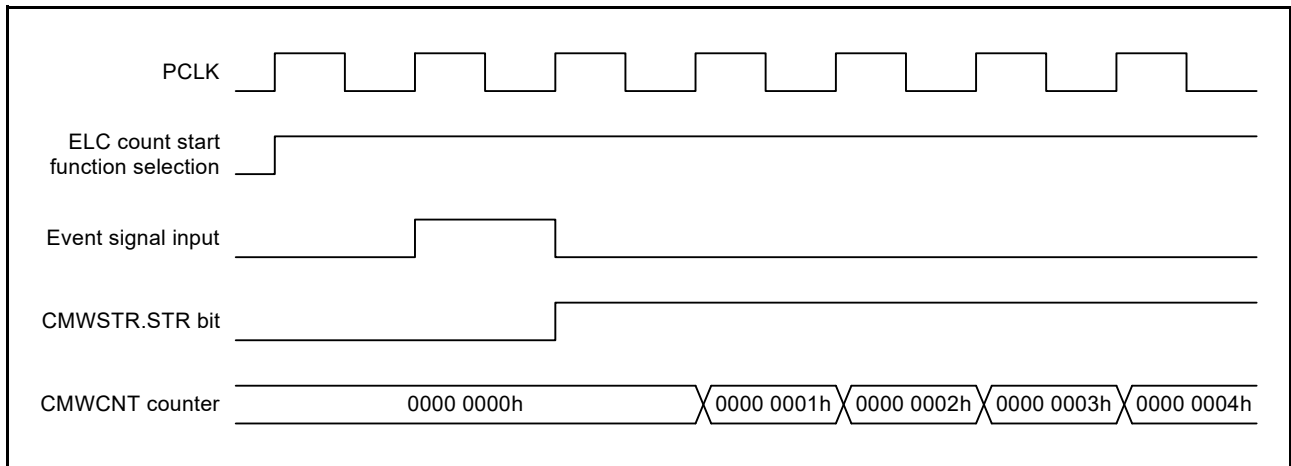 PCLK
ELC count start
function selection
Event signal input
CMWSTR.STR bit
CMWCNT counter
0000 0000h 0000 0001h 0000 0002h 0000 0003h 0000 0004h